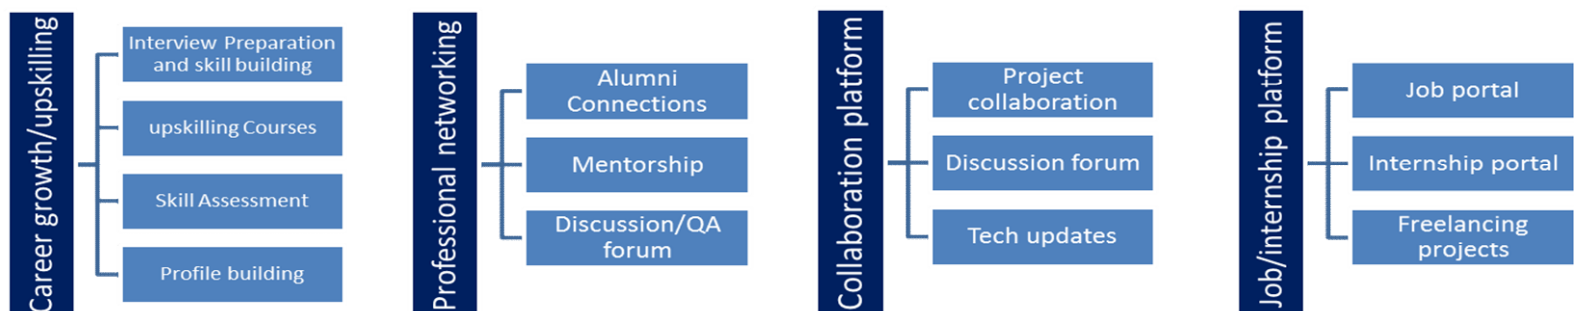 Career growth/upskilling
Interview Preparation
and skill building
upskilling Courses
Skill Assessment
Profile building
Professional networking
Alumni
Connections
Mentorship
Discussion/QA
forum
Collaboration platform
Project
collaboration
Discussion forum
Tech updates
Job/internship platform
Job portal
Internship portal
Freelancing
projects